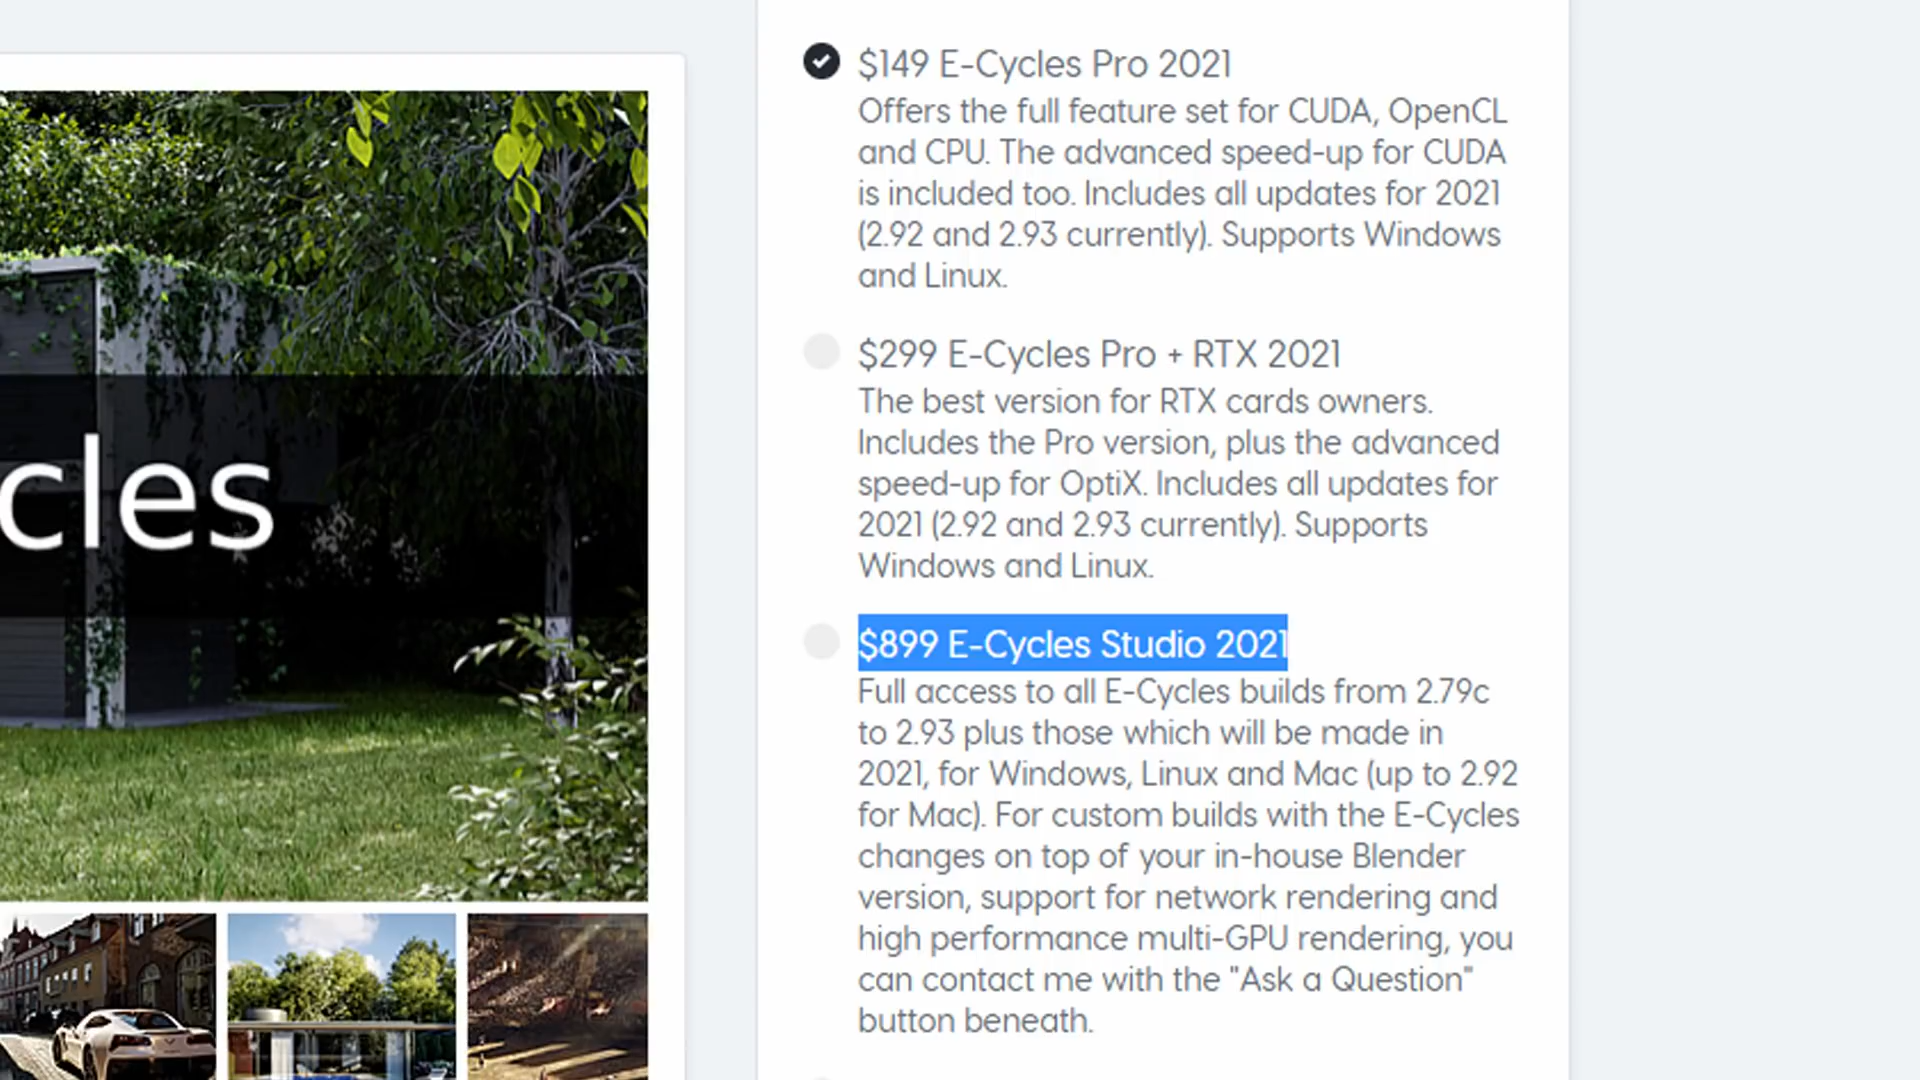 $149 E-Cycles Pro 2021
Offers the full feature set for CUDA, OpenCL
and CPU. The advanced speed-up for CUDA
is included too. Includes all updates for 2021
(2.92 and 2.93 currently). Supports Windows
and Linux.
$299 E-Cycles Pro + RTX 2021
The best version for RTX cards owners.
Includes the Pro version, plus the advanced
speed-up for OptiX. Includes all updates for
2021 (2.92 and 2.93 currently). Supports
Windows and Linux.
cles
$899 E-Cycles Studio 2021
Full access to all E-Cycles builds from 2.79c
to 2.93 plus those which will be made in
2021, for Windows, Linux and Mac (up to 2.92
for Mac). For custom builds with the E-Cycles
changes on top of your in-house Blender
version, support for network rendering and
high performance multi-GPU rendering, you
can contact me with the "Ask a Question"
button beneath.